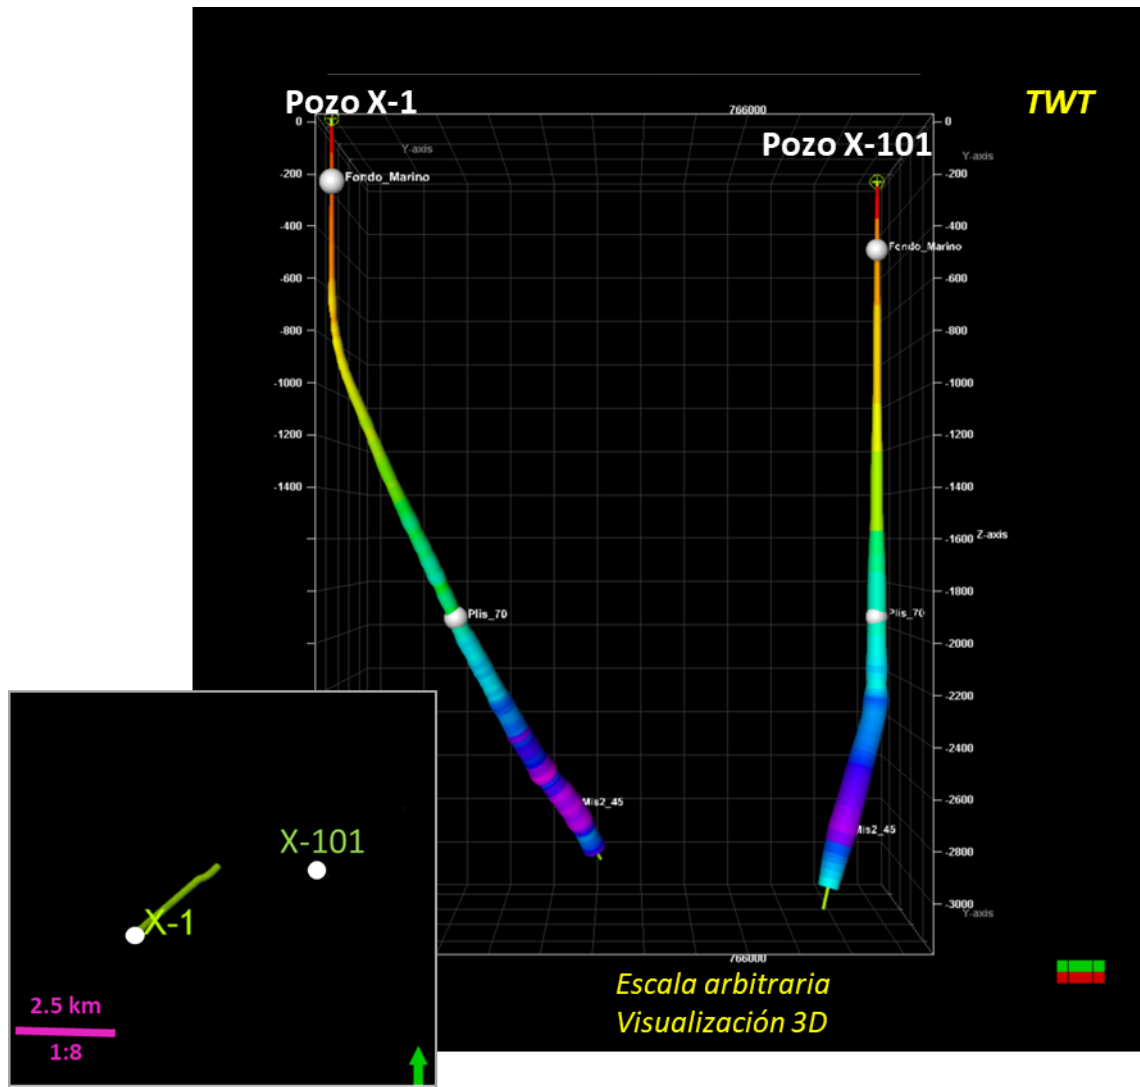 Pozo X-1
766000
TWT
0
0
Pozo X-101
Y-axis
Y-axis
-200
Fondo_Marino
-200
-400
-400
Fondo_Marino
-600
-600
-800
-800
-1000
-1000
-1200
-1200
-1400
-1400
-1600
Z-axis
-1800
Plis_70
Plis_70
-2000
-2200
-2400
Mis2_45
-2600
Mis2_45
-2800
-3000
Y-axis
766000
Escala arbitraria
Visualización 3D
X-101
X-1
2.5 km
1:8